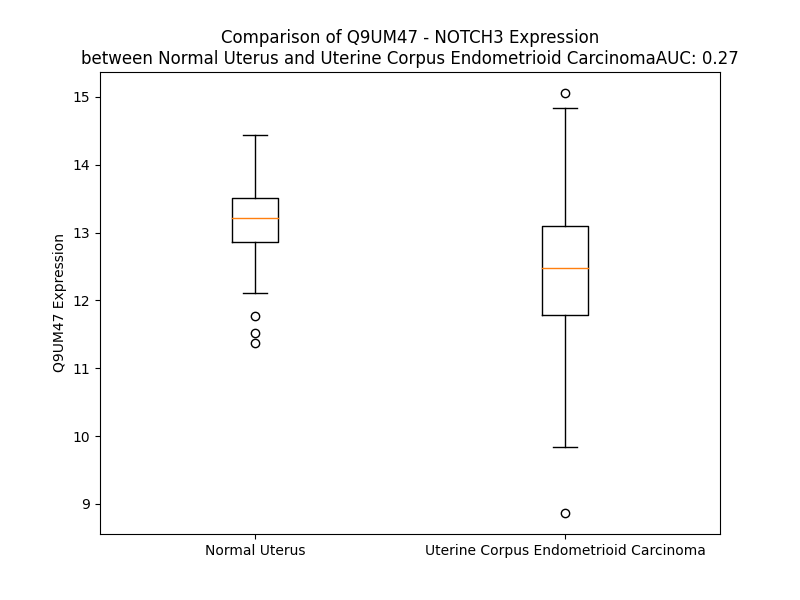 Comparison of Q9UM47 - NOTCH3 Expression
between Normal Uterus and Uterine Corpus Endometrioid CarcinomaAUC: 0.27
15
14
13
12
11
10
9
Q9UM47 Expression
Normal Uterus
Uterine Corpus Endometrioid Carcinoma